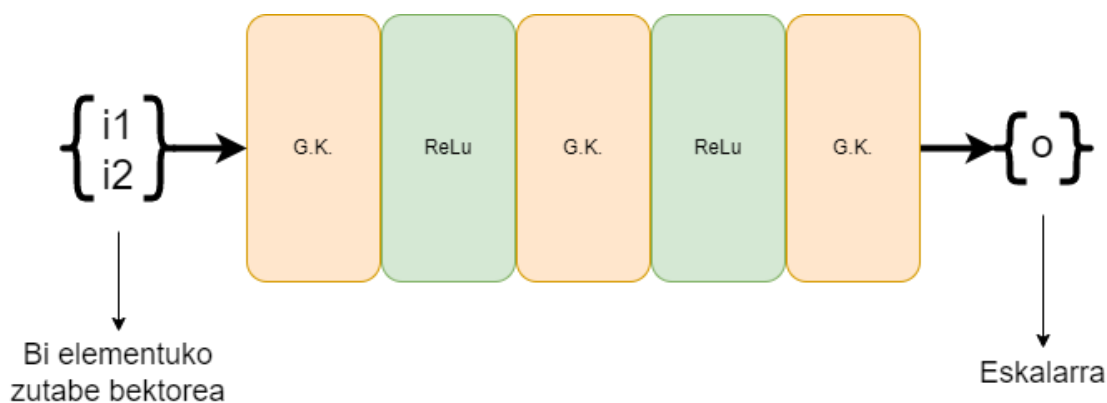 i1
i2
G.K.
ReLu
G.K.
ReLu
G.K.
o
Bi elementuko
zutabe bektorea
Eskalarra